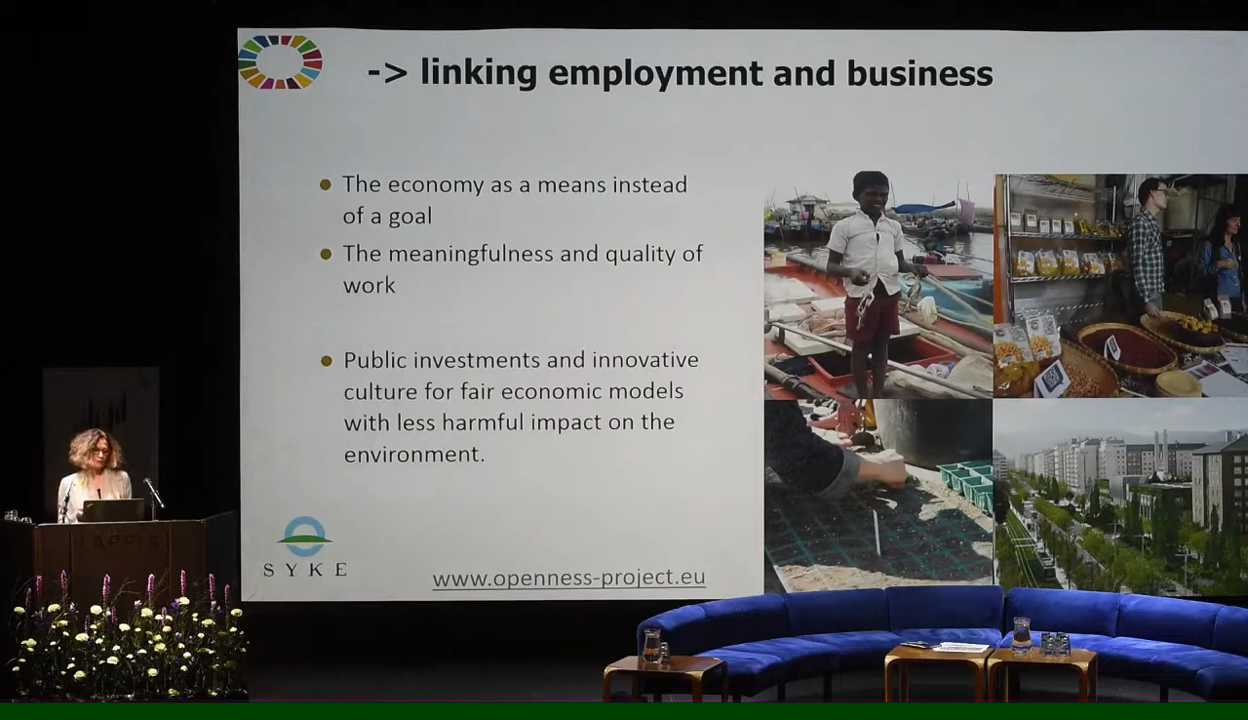 -> linking employment and business
The economy as a means instead
of a goal
The meaningfulness and quality of
work
Public investments and innovative
culture for fair economic models
with less harmful impact on the
environment.
SYKE
www.openness-project.eu